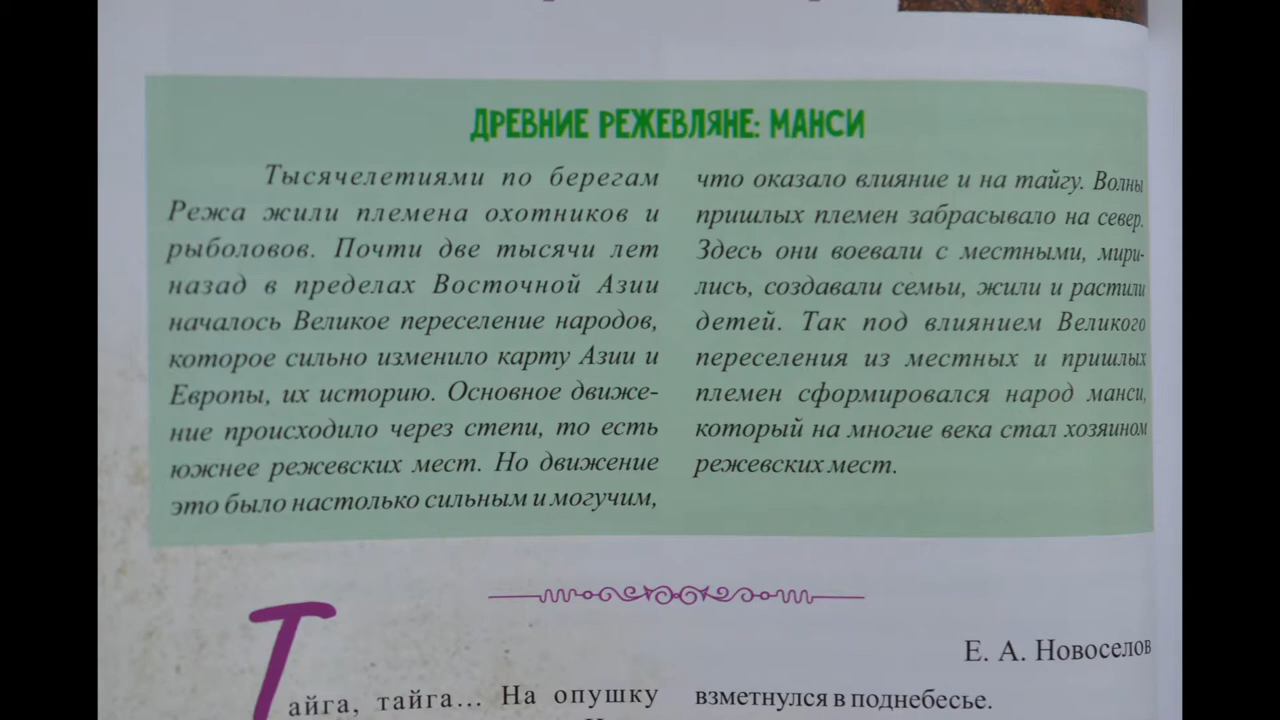 ДРЕВНИЕ РЕЖЕВЛЯНЕ: МАНСИ
Тысячелетиями по берегам
Режа жили племена охотников и
рыболовов. Почти две тысячи лет
назад в пределах Восточной Азии
началось Великое переселение народов,
которое сильно изменило карту Азии и
Европы, их историю. Основное движе-
ние происходило через степи, то есть
южнее режевских мест. Но движение
это было настолько сильным и могучим,
что оказало влияние и на тайгу. Волны
пришлых племен забрасывало на север.
Здесь они воевали с местными, мири-
лись, создавали семьи, жили и растили
детей. Так под влиянием Великого
переселения из местных и пришлых
племен сформировался народ манси,
который на многие века стал хозяином
режевских мест.
Е. А. Новоселов
Тайга, тайга... На опушку
взметнулся в поднебесье.